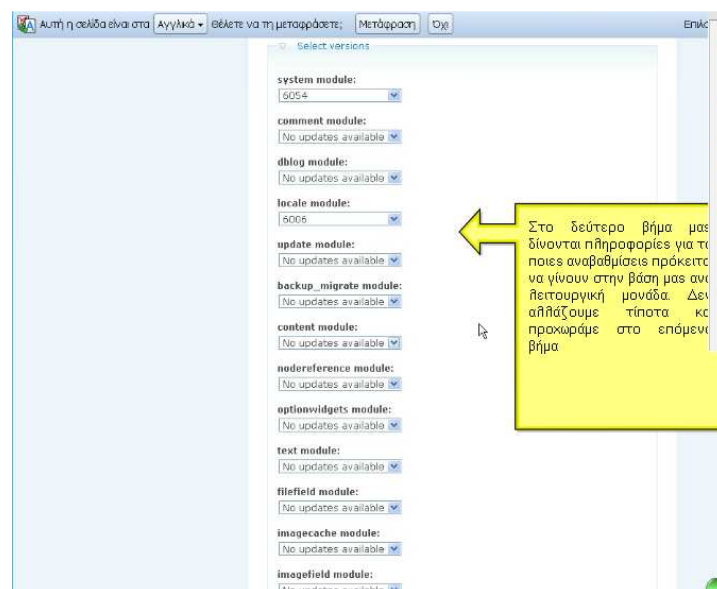 Αυτή η σελίδα είναι στα Αγγλικά Θέλετε να τη μεταφράσετε; Μετάφραση Όχι
Select versions
system module:
6054
comment module:
No updates available
dblog module:
No updates available
locale module:
6006
update module:
No updates available
backup_migrate module:
No updates available
content module:
No updates available
nodereference module:
No updates available
optionwidgets module:
No updates available
text module:
No updates available
filefield module:
No updates available
imagecache module:
No updates available
imagefield module:
No updates available
Στο δεύτερο βήμα μας
δίνονται πληροφορίες για
ποιες αναβαθμίσεις
να γίνουν στην βάση μας
λειτουργική μονάδα.
αλλάζουμε τίποτα
προχωράμε στο
βήμα